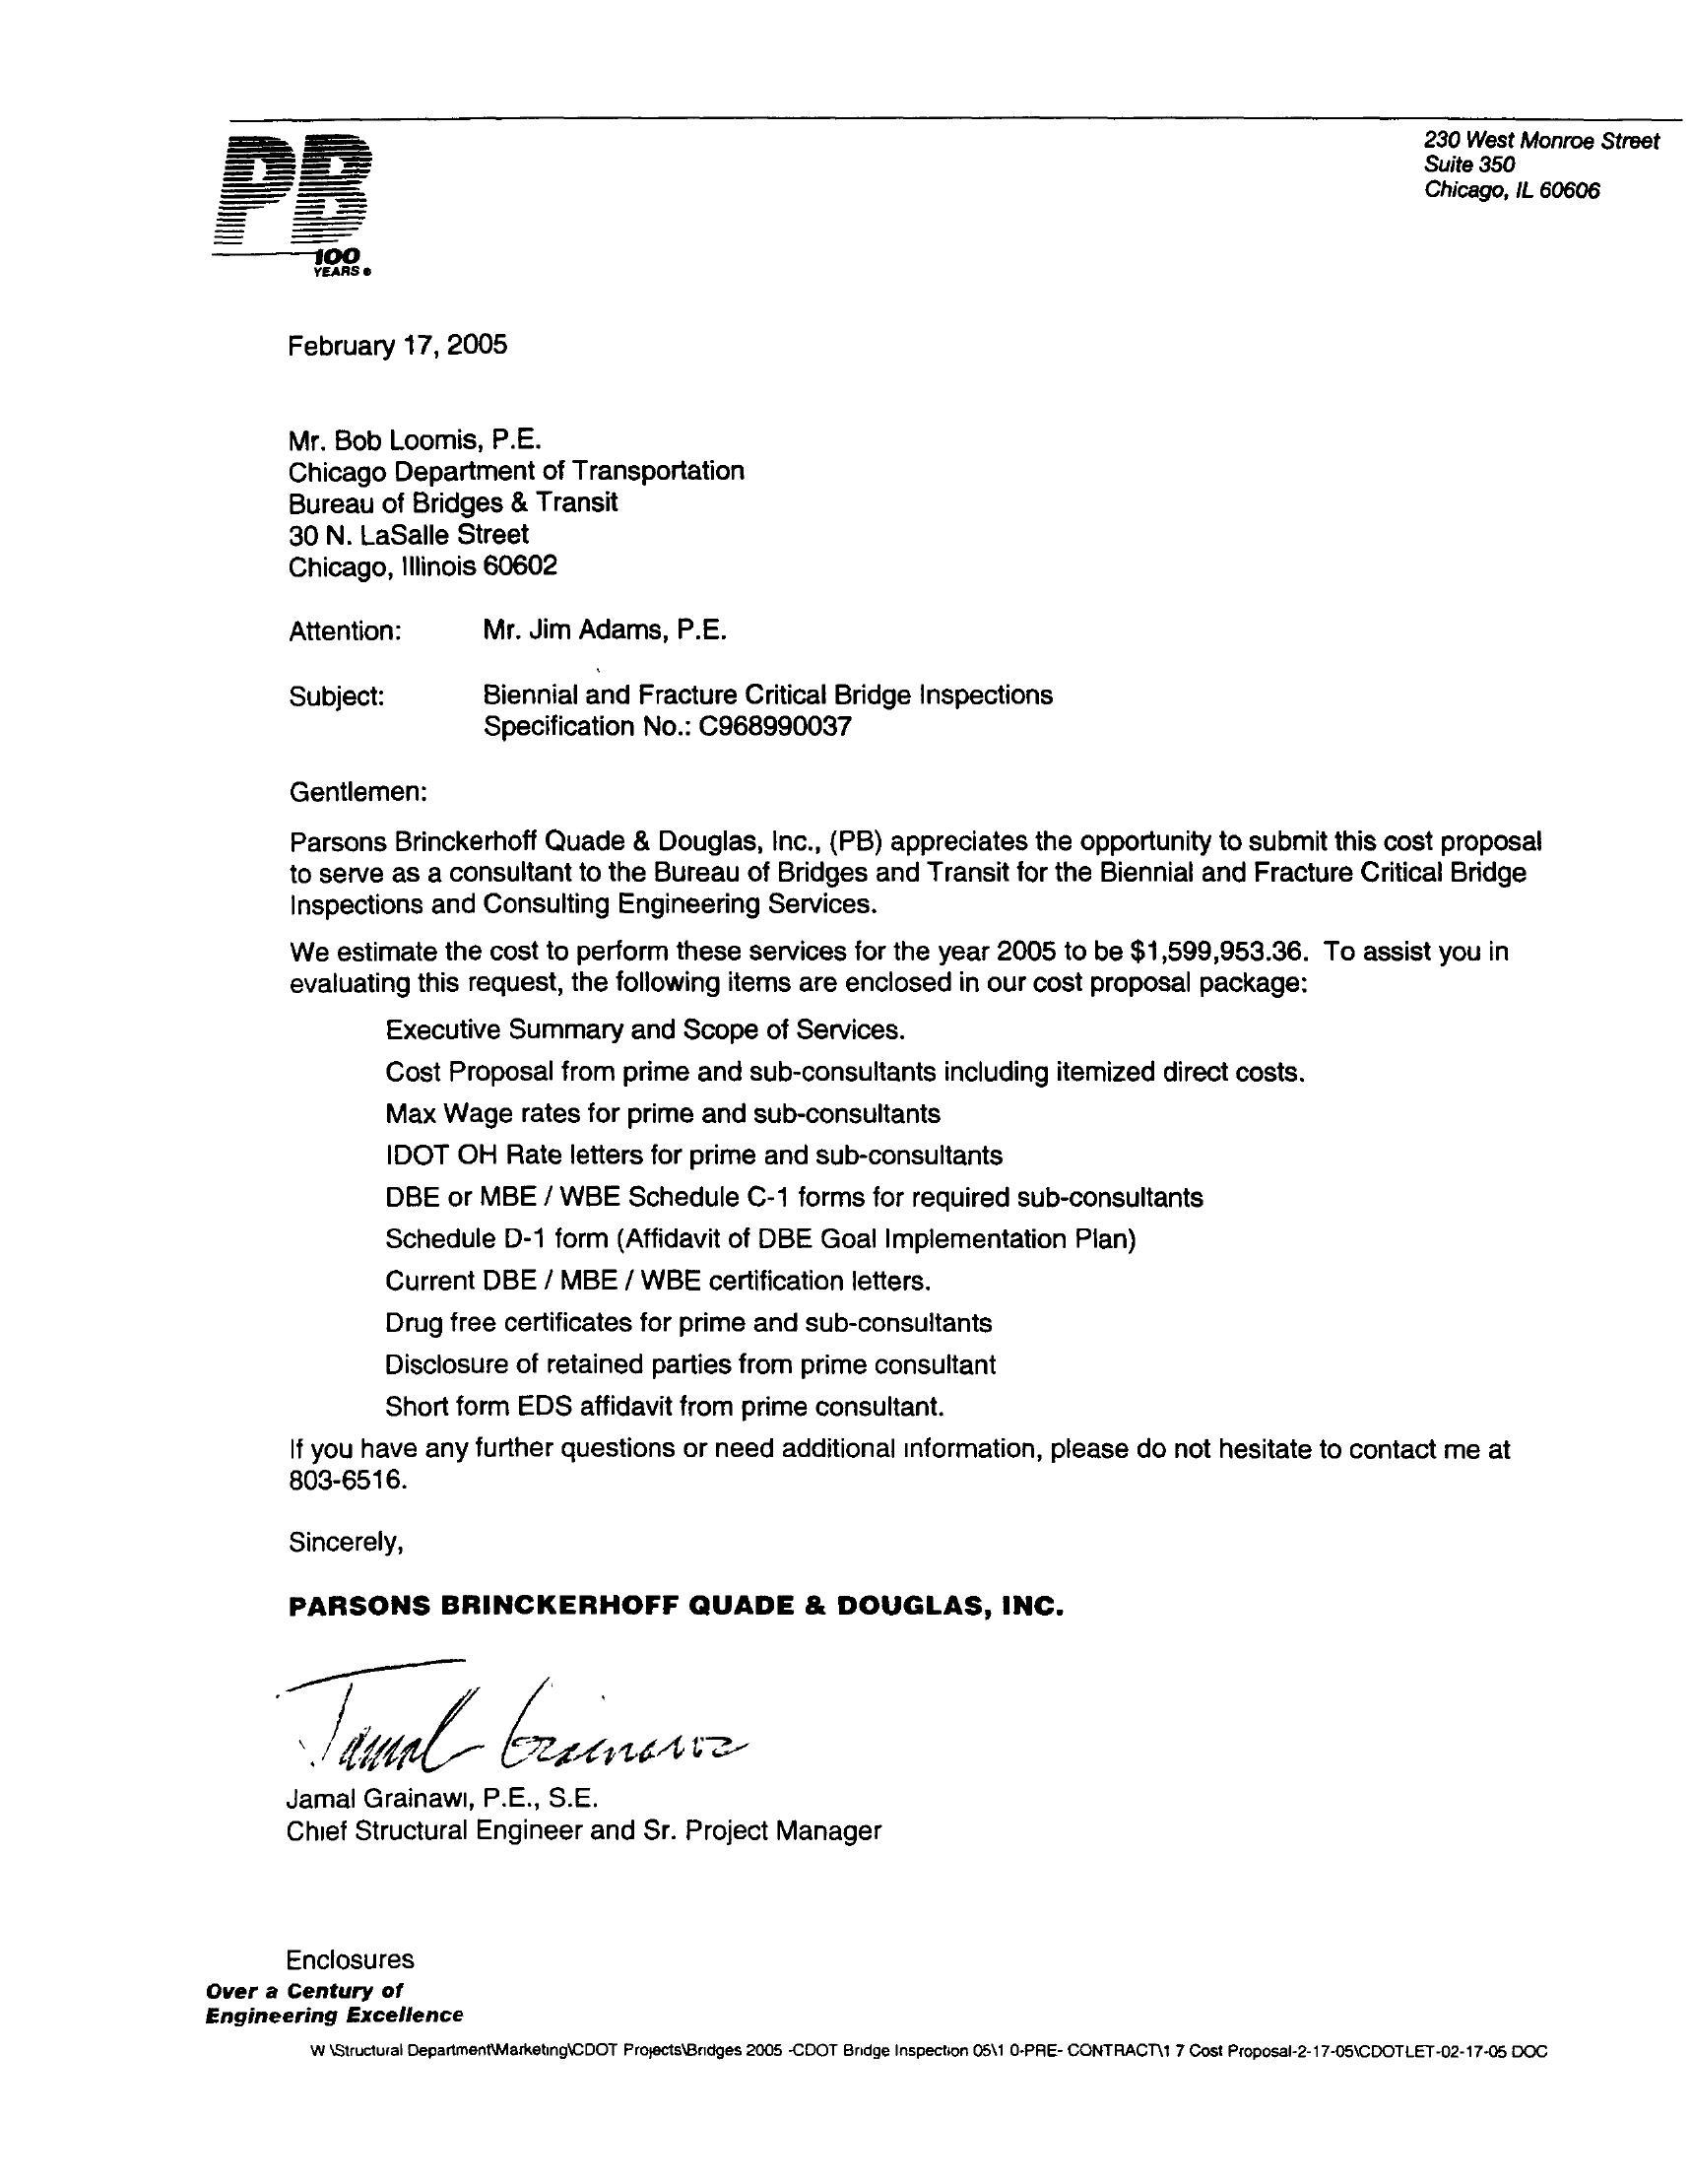 PB
100
YEARS ●
230 West Monroe Street
Suite 350
Chicago, IL 60606
February 17, 2005
Mr. Bob Loomis, P.E.
Chicago Department of Transportation
Bureau of Bridges & Transit
30 N. LaSalle Street
Chicago, Illinois 60602
Attention: Mr. Jim Adams, P.E.
Subject: Biennial and Fracture Critical Bridge Inspections
Specification No.: C968990037
Gentlemen:
Parsons Brinckerhoff Quade & Douglas, Inc., (PB) appreciates the opportunity to submit this cost proposal
to serve as a consultant to the Bureau of Bridges and Transit for the Biennial and Fracture Critical Bridge
Inspections and Consulting Engineering Services.
We estimate the cost to perform these services for the year 2005 to be $1,599,953.36. To assist you in
evaluating this request, the following items are enclosed in our cost proposal package:
Executive Summary and Scope of Services.
Cost Proposal from prime and sub-consultants including itemized direct costs.
Max Wage rates for prime and sub-consultants
IDOT OH Rate letters for prime and sub-consultants
DBE or MBE / WBE Schedule C-1 forms for required sub-consultants
Schedule D-1 form (Affidavit of DBE Goal Implementation Plan)
Current DBE / MBE / WBE certification letters.
Drug free certificates for prime and sub-consultants
Disclosure of retained parties from prime consultant
Short form EDS affidavit from prime consultant.
If you have any further questions or need additional information, please do not hesitate to contact me at
803-6516.
Sincerely,
PARSONS BRINCKERHOFF QUADE & DOUGLAS, INC.
Jamal Grainawi
Jamal Grainawi, P.E., S.E.
Chief Structural Engineer and Sr. Project Manager
Enclosures
Over a Century of
Engineering Excellence
W \Structural Department\Marketing\CDOT Projects\Bridges 2005 -CDOT Bridge Inspection 05\1 0-PRE- CONTRACT\1 7 Cost Proposal-2-17-05\CDOTLET-02-17-05 DOC